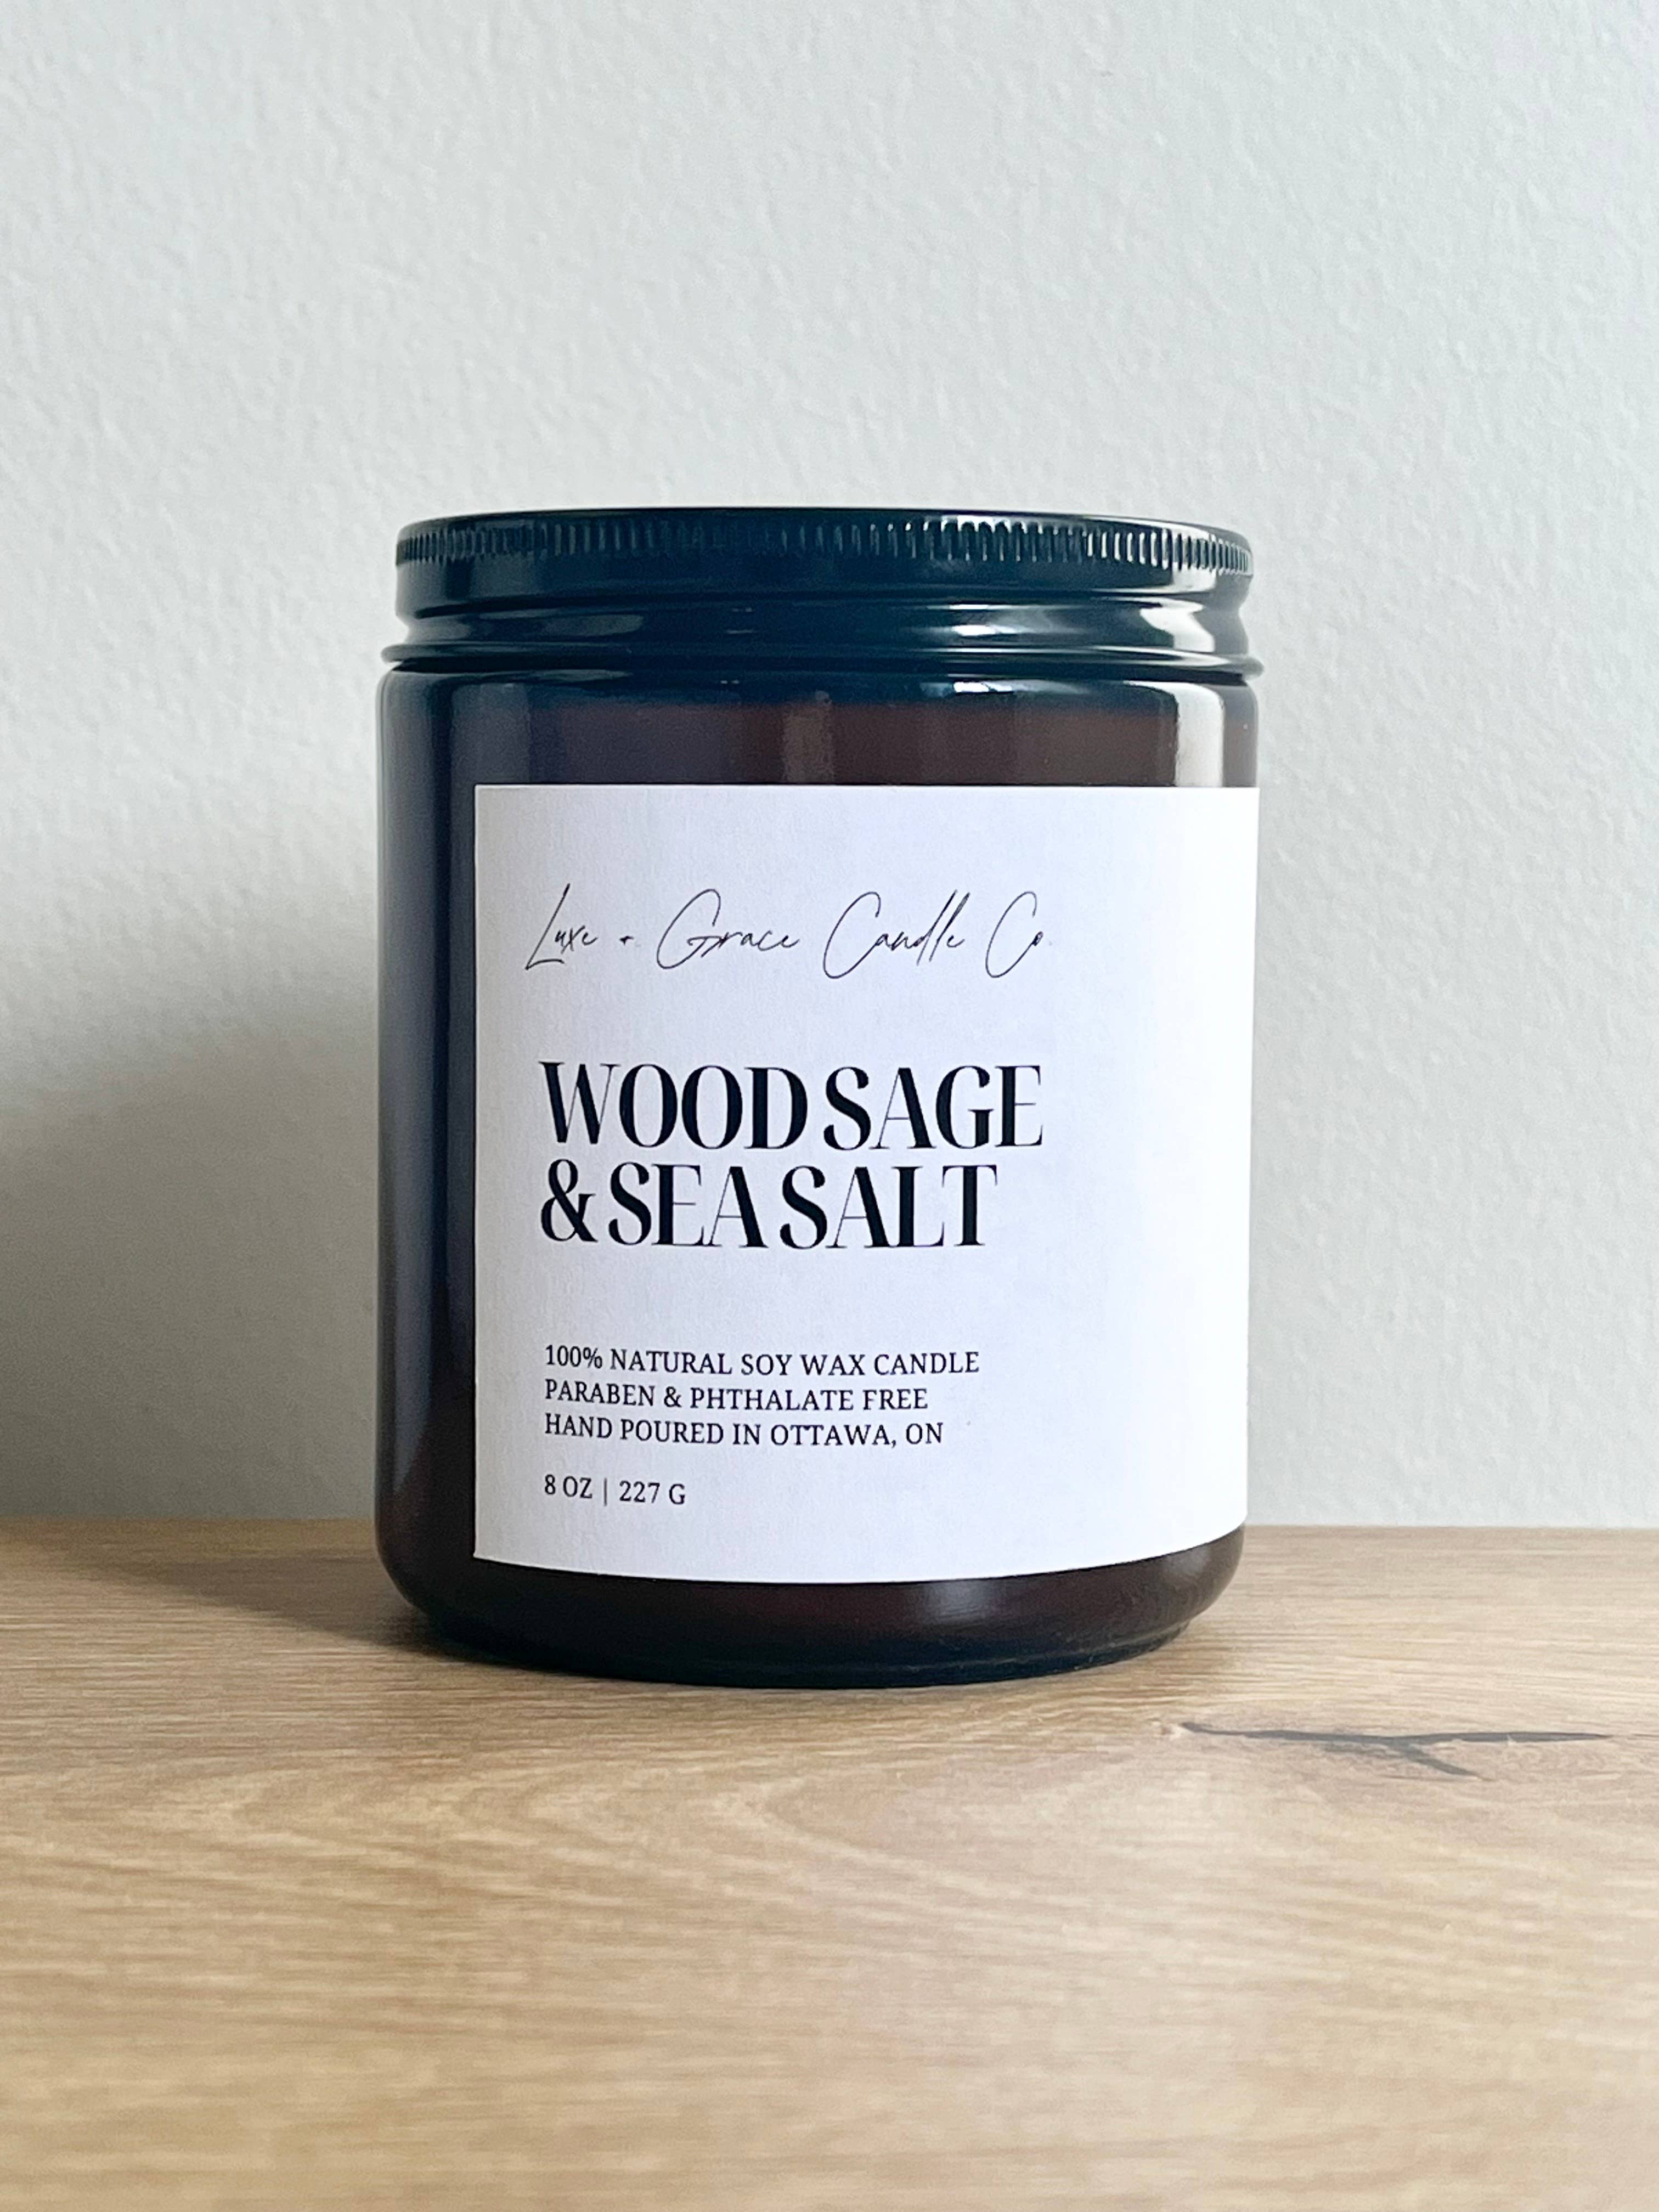 Luxe + Grace Candle Co.
WOOD SAGE
& SEA SALT
100% NATURAL SOY WAX CANDLE
PARABEN & PHTHALATE FREE
HAND POURED IN OTTAWA, ON
8 OZ | 227 G